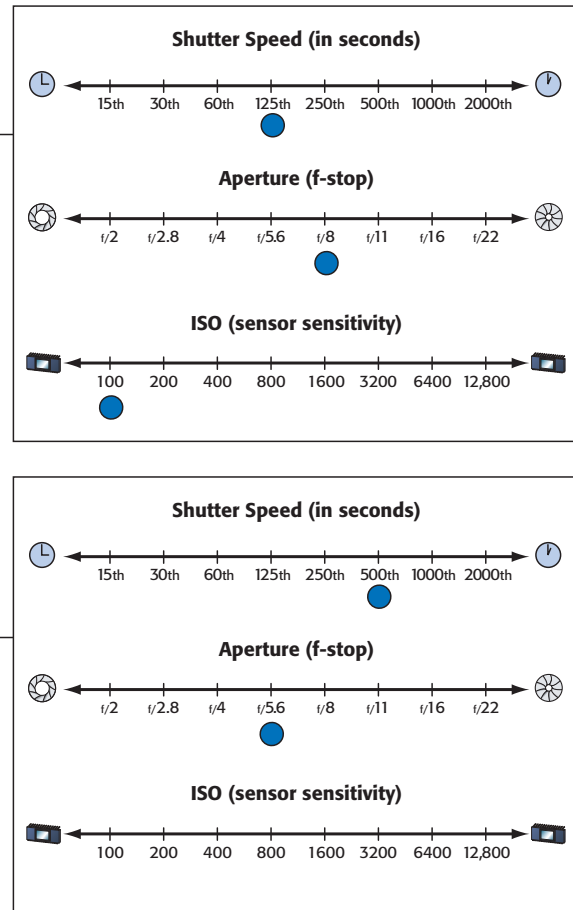 Shutter Speed (in seconds)
15th 30th 60th 125th 250th 500th 1000th 2000th
Aperture (f-stop)
f/2 f/2.8 f/4 f/5.6 f/8 f/11 f/16 f/22
ISO (sensor sensitivity)
100 200 400 800 1600 3200 6400 12,800
Shutter Speed (in seconds)
15th 30th 60th 125th 250th 500th 1000th 2000th
Aperture (f-stop)
f/2 f/2.8 f/4 f/5.6 f/8 f/11 f/16 f/22
ISO (sensor sensitivity)
100 200 400 800 1600 3200 6400 12,800